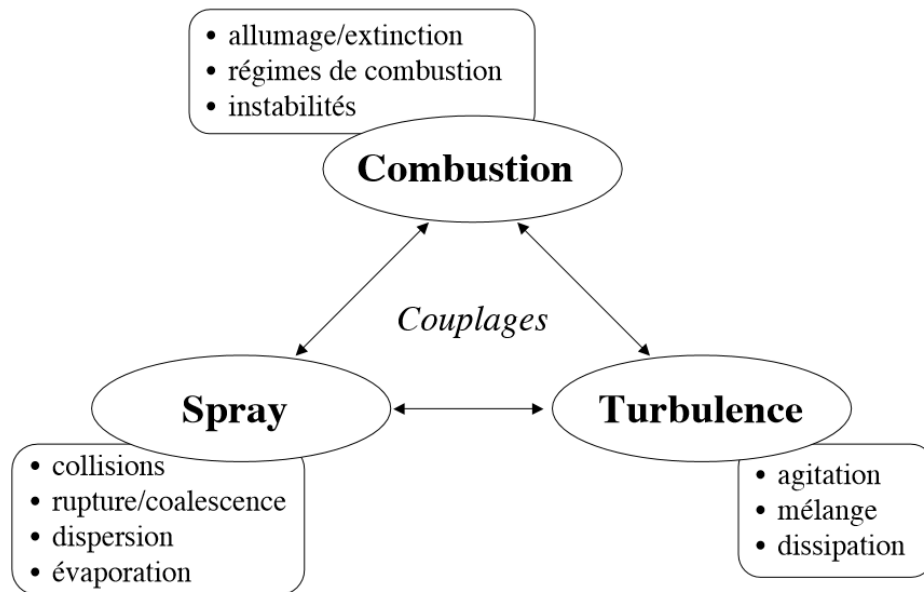 • allumage/extinction
• régimes de combustion
• instabilités
Combustion
Couplages
Spray
Turbulence
• collisions
• rupture/coalescence
• dispersion
• évaporation
• agitation
• mélange
• dissipation